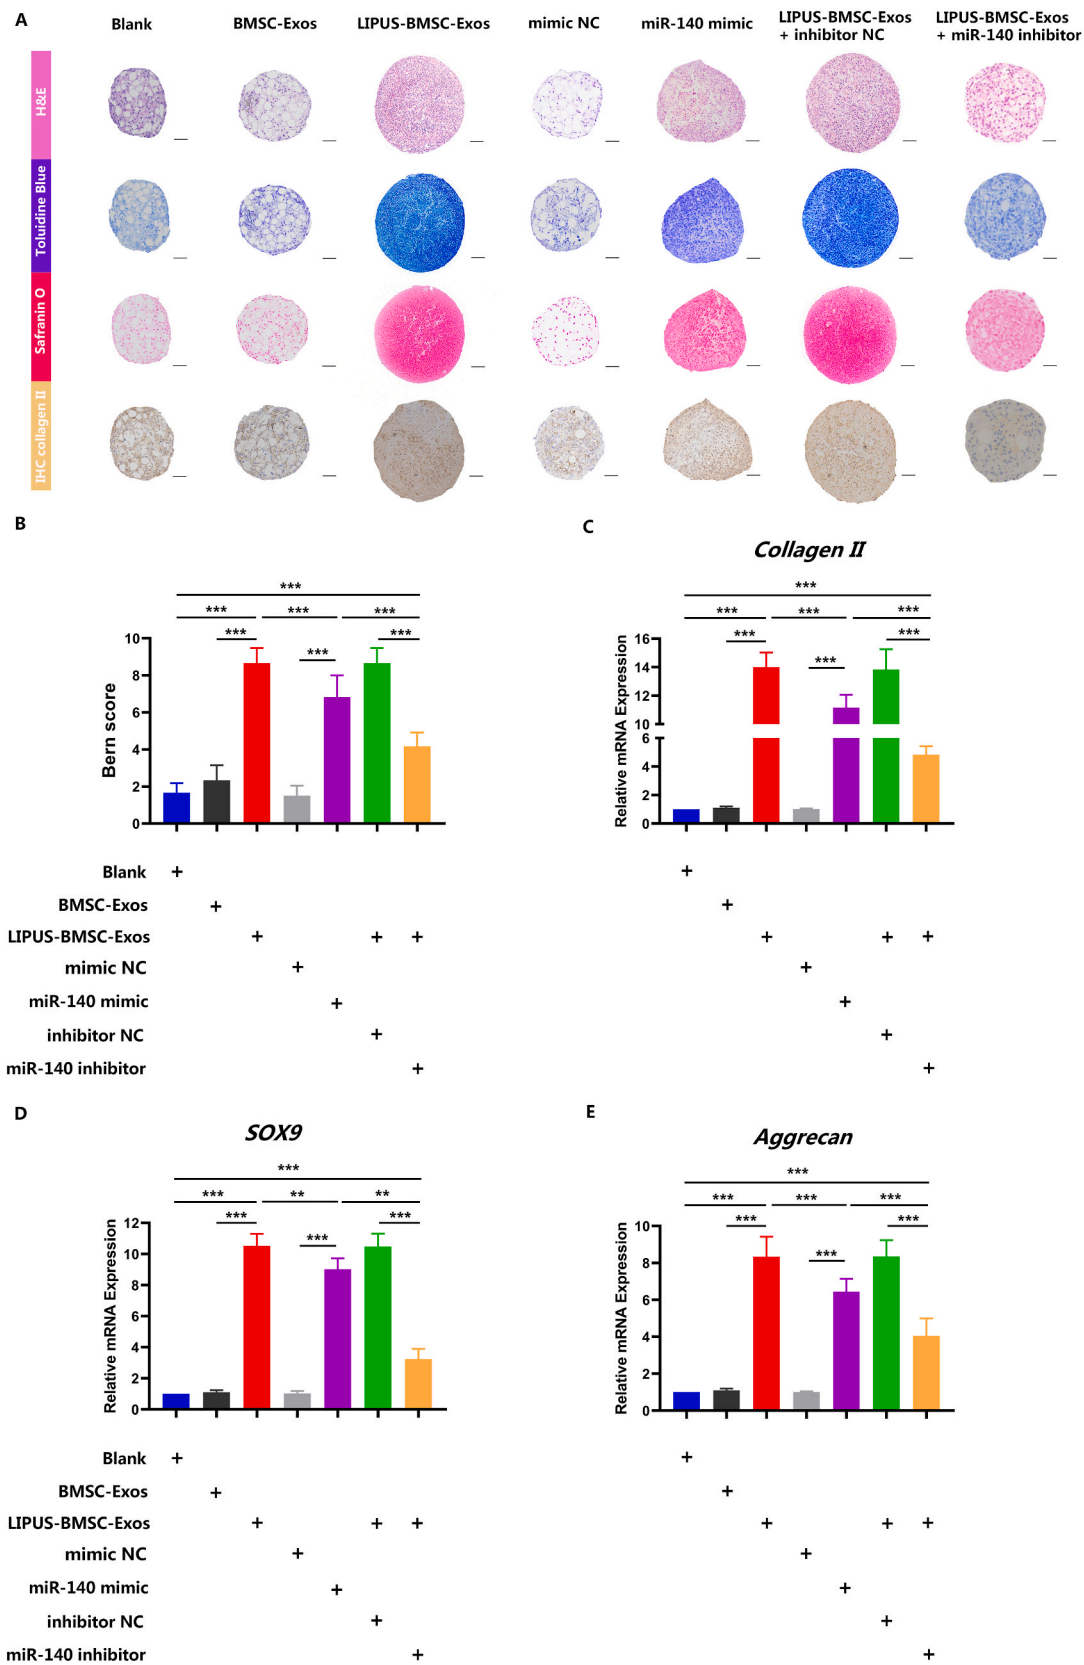 A
Blank
BMSC-Exos
LIPUS-BMSC-Exos
mimic NC
miR-140 mimic
LIPUS-BMSC-Exos
+ inhibitor NC
LIPUS-BMSC-Exos
+ miR-140 inhibitor
H&E
Toluidine Blue
Safranin O
IHC collagen II
B
***
***
***
***
***
***
***
Bern score
10
8
6
4
2
0
Blank +
BMSC-Exos +
LIPUS-BMSC-Exos + + +
mimic NC +
miR-140 mimic +
inhibitor NC +
miR-140 inhibitor +
C
Collagen II
***
***
***
***
***
***
***
Relative mRNA Expression
16
14
12
10
6
4
2
0
+
+
+ + +
+
+
+
+
D
SOX9
***
***
**
**
***
***
***
Relative mRNA Expression
12
10
8
6
4
2
0
Blank +
BMSC-Exos +
LIPUS-BMSC-Exos + + +
mimic NC +
miR-140 mimic +
inhibitor NC +
miR-140 inhibitor +
E
Aggrecan
***
***
***
***
***
***
***
Relative mRNA Expression
10
8
6
4
2
0
+
+
+ + +
+
+
+
+